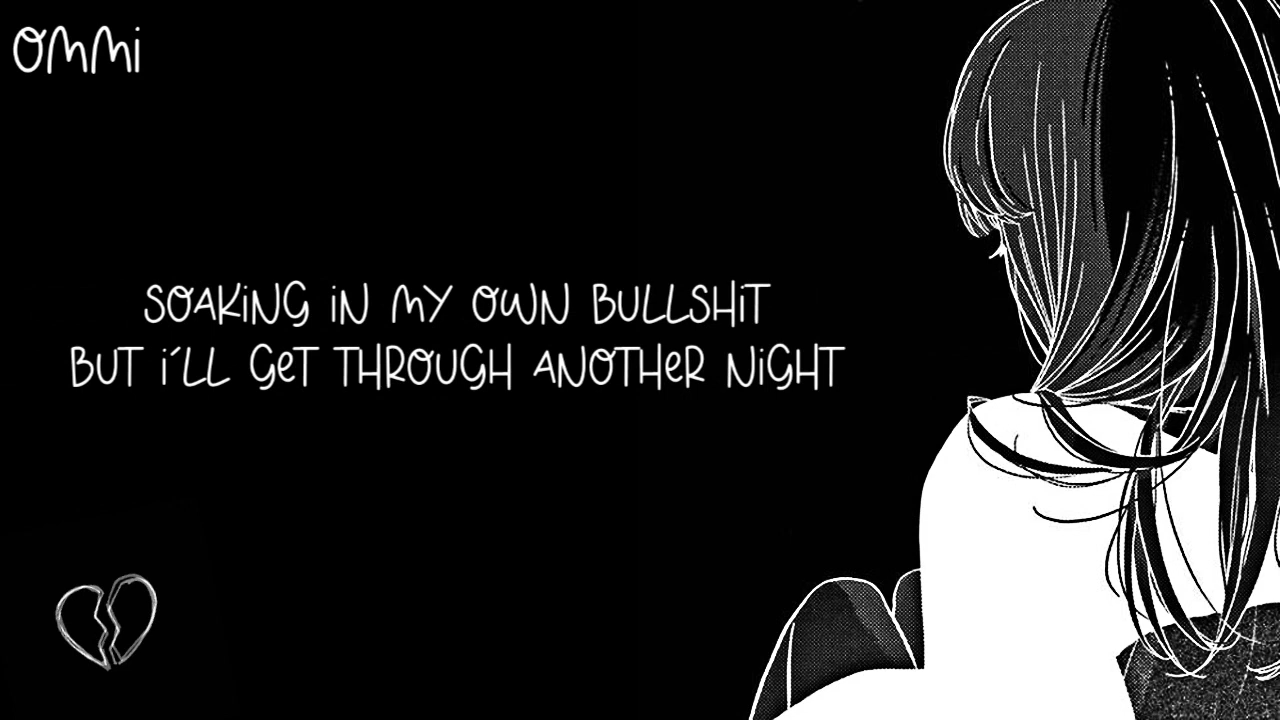 OMMi
SOAKiNG iN MY OWN BULLSHiT
BUT i´LL GeT THROUGH ANOTHeR NiGHT